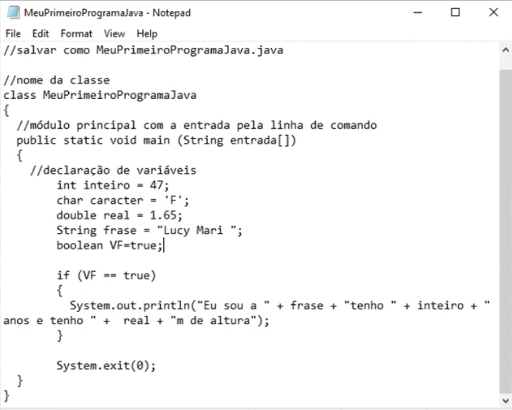 MeuPrimeiroProgramaJava - Notepad
File Edit Format View Help
//salvar como MeuPrimeiroProgramaJava.java

//nome da classe
class MeuPrimeiroProgramaJava
{
  //módulo principal com a entrada pela linha de comando
  public static void main (String entrada[])
  {
    //declaração de variáveis
        int inteiro = 47;
        char caracter = 'F';
        double real = 1.65;
        String frase = "Lucy Mari ";
        boolean VF=true;

        if (VF == true)
        {
          System.out.println("Eu sou a " + frase + "tenho " + inteiro + "
anos e tenho " +  real + "m de altura");
        }

        System.exit(0);
  }
}